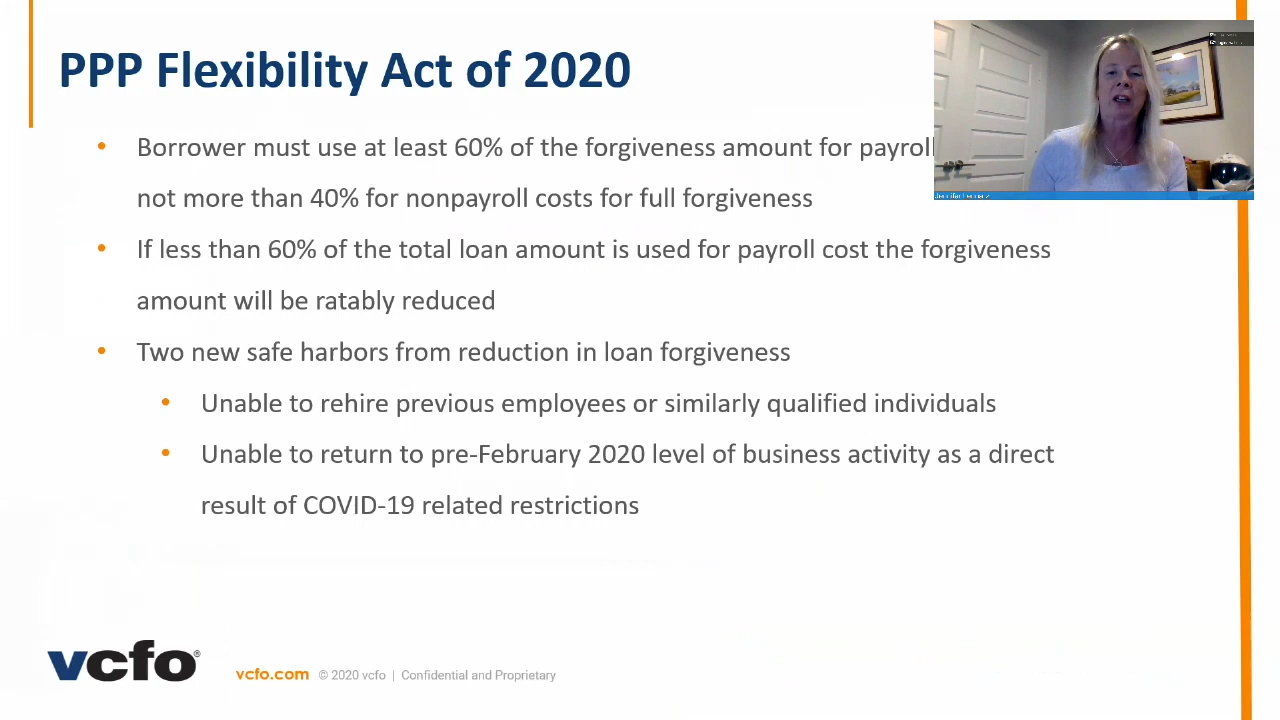 PPP Flexibility Act of 2020
• Borrower must use at least 60% of the forgiveness amount for payroll
not more than 40% for nonpayroll costs for full forgiveness
• If less than 60% of the total loan amount is used for payroll cost the forgiveness
amount will be ratably reduced
• Two new safe harbors from reduction in loan forgiveness
• Unable to rehire previous employees or similarly qualified individuals
• Unable to return to pre-February 2020 level of business activity as a direct
result of COVID-19 related restrictions
vcfo®
vcfo.com © 2020 vcfo | Confidential and Proprietary